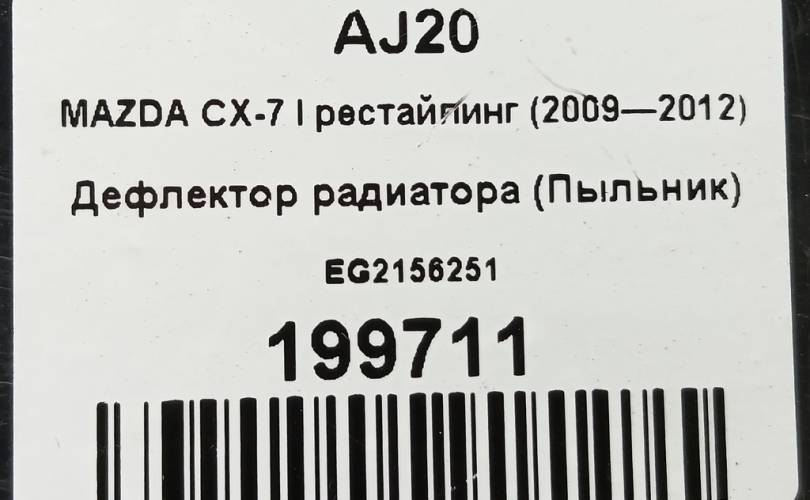 AJ20
MAZDA CX-7 I рестайлинг (2009—2012)
Дефлектор радиатора (Пыльник)
EG2156251
199711